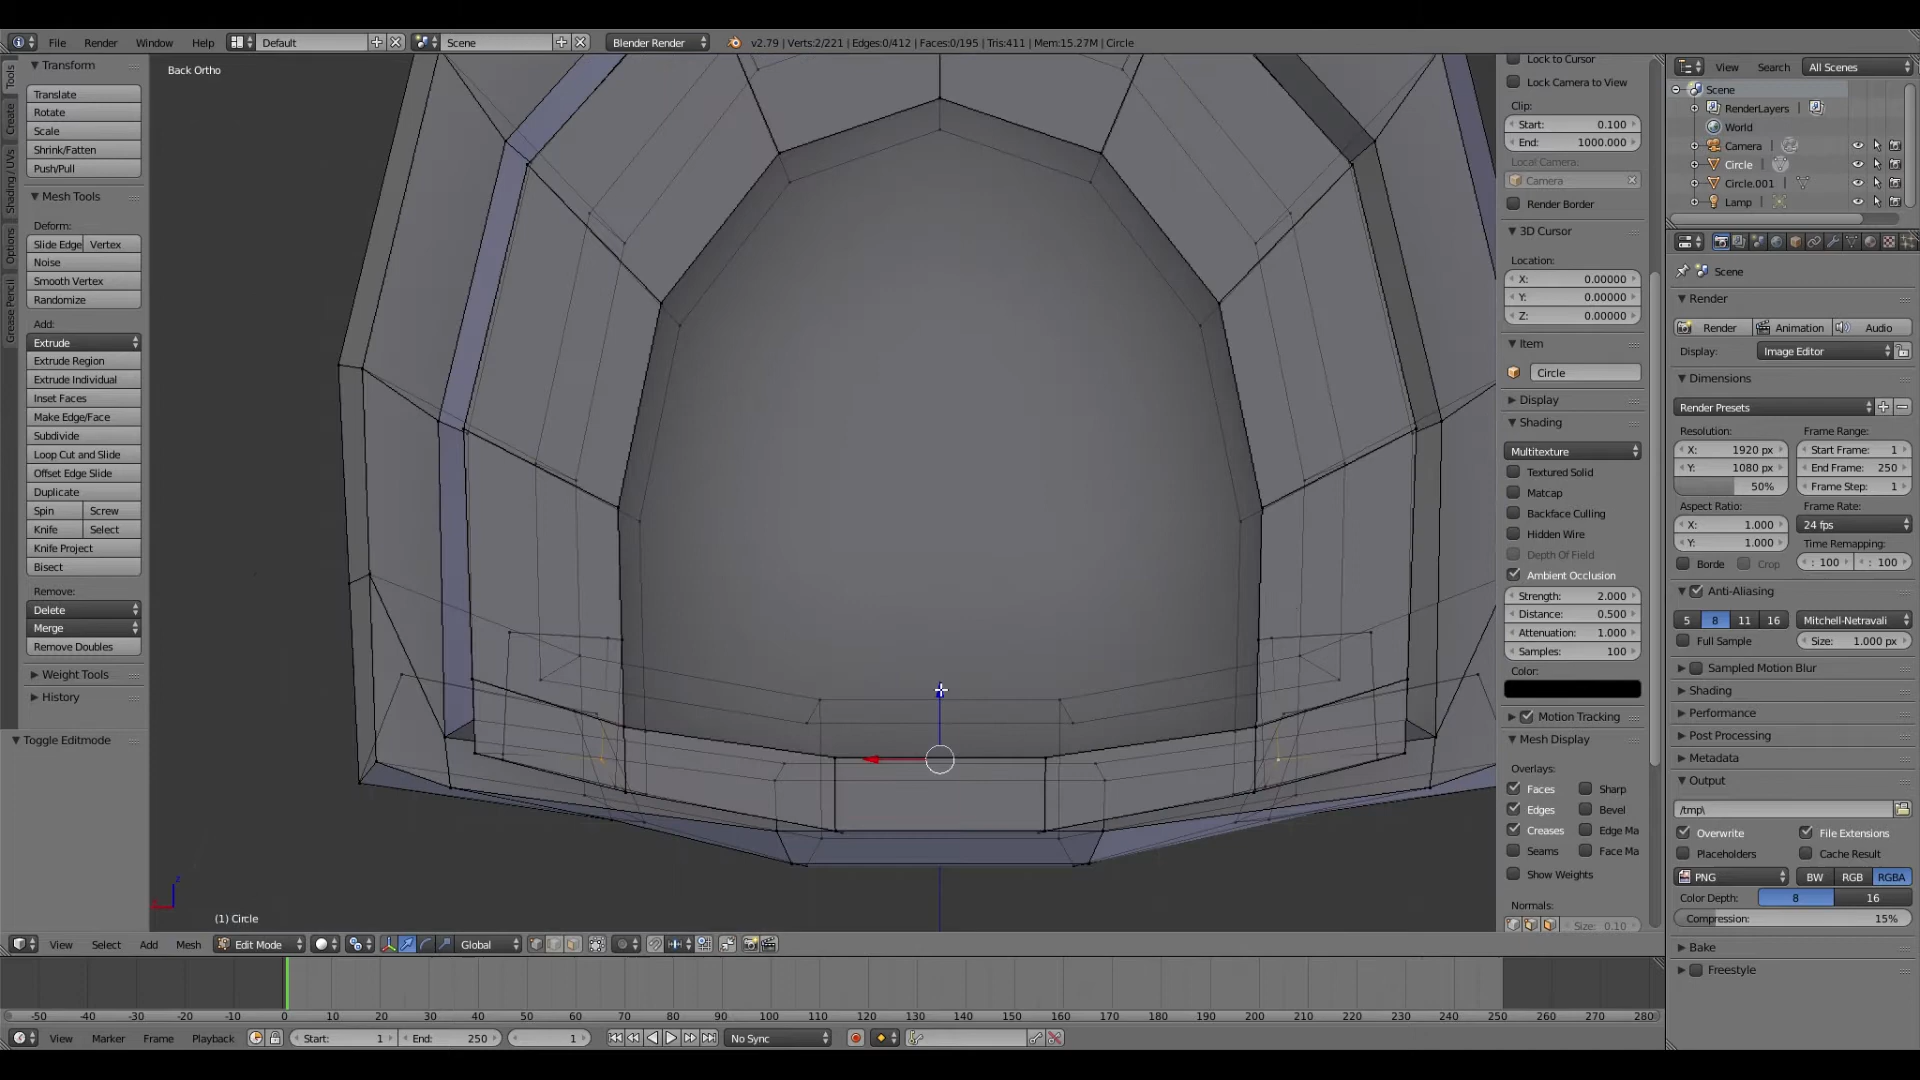 File Render Window Help Default Scene Blender Render v2.79 | Verts:2/221 | Edges:0/412 | Faces:0/195 | Tris:411 | Mem:15.27M | Circle
Tools
Create
Shading / UVs
Options
Grease Pencil
Transform
Translate
Rotate
Scale
Shrink/Fatten
Push/Pull
Mesh Tools
Deform:
Slide Edge Vertex
Noise
Smooth Vertex
Randomize
Add:
Extrude
Extrude Region
Extrude Individual
Inset Faces
Make Edge/Face
Subdivide
Loop Cut and Slide
Offset Edge Slide
Duplicate
Spin Screw
Knife Select
Knife Project
Bisect
Remove:
Delete
Merge
Remove Doubles
Weight Tools
History
Toggle Editmode
Back Ortho
z
(1) Circle
View Select Add Mesh Edit Mode Global
Lock to Cursor
Lock Camera to View
Clip:
Start: 0.100
End: 1000.000
Local Camera:
Camera
Render Border
3D Cursor
Location:
X: 0.00000
Y: 0.00000
Z: 0.00000
Item
Circle
Display
Shading
Multitexture
Textured Solid
Matcap
Backface Culling
Hidden Wire
Depth Of Field
Ambient Occlusion
Strength: 2.000
Distance: 0.500
Attenuation: 1.000
Samples: 100
Color:
Motion Tracking
Mesh Display
Overlays:
Faces Sharp
Edges Bevel
Creases Edge Ma
Seams Face Ma
Show Weights
Normals:
Size: 0.10
View Search All Scenes
Scene
RenderLayers
World
Camera
Circle
Circle.001
Lamp
Scene
Render
Render Animation Audio
Display: Image Editor
Dimensions
Render Presets
Resolution: Frame Range:
X: 1920 px Start Frame: 1
Y: 1080 px End Frame: 250
50% Frame Step: 1
Aspect Ratio: Frame Rate:
X: 1.000 24 fps
Y: 1.000 Time Remapping:
Borde Crop : 100 : 100
Anti-Aliasing
5 8 11 16 Mitchell-Netravali
Full Sample Size: 1.000 px
Sampled Motion Blur
Shading
Performance
Post Processing
Metadata
Output
/tmp\
Overwrite File Extensions
Placeholders Cache Result
PNG BW RGB RGBA
Color Depth: 8 16
Compression: 15%
Bake
Freestyle
-50 -40 -30 -20 -10 0 10 20 30 40 50 60 70 80 90 100 110 120 130 140 150 160 170 180 190 200 210 220 230 240 250 260 270 280
View Marker Frame Playback Start: 1 End: 250 1 No Sync